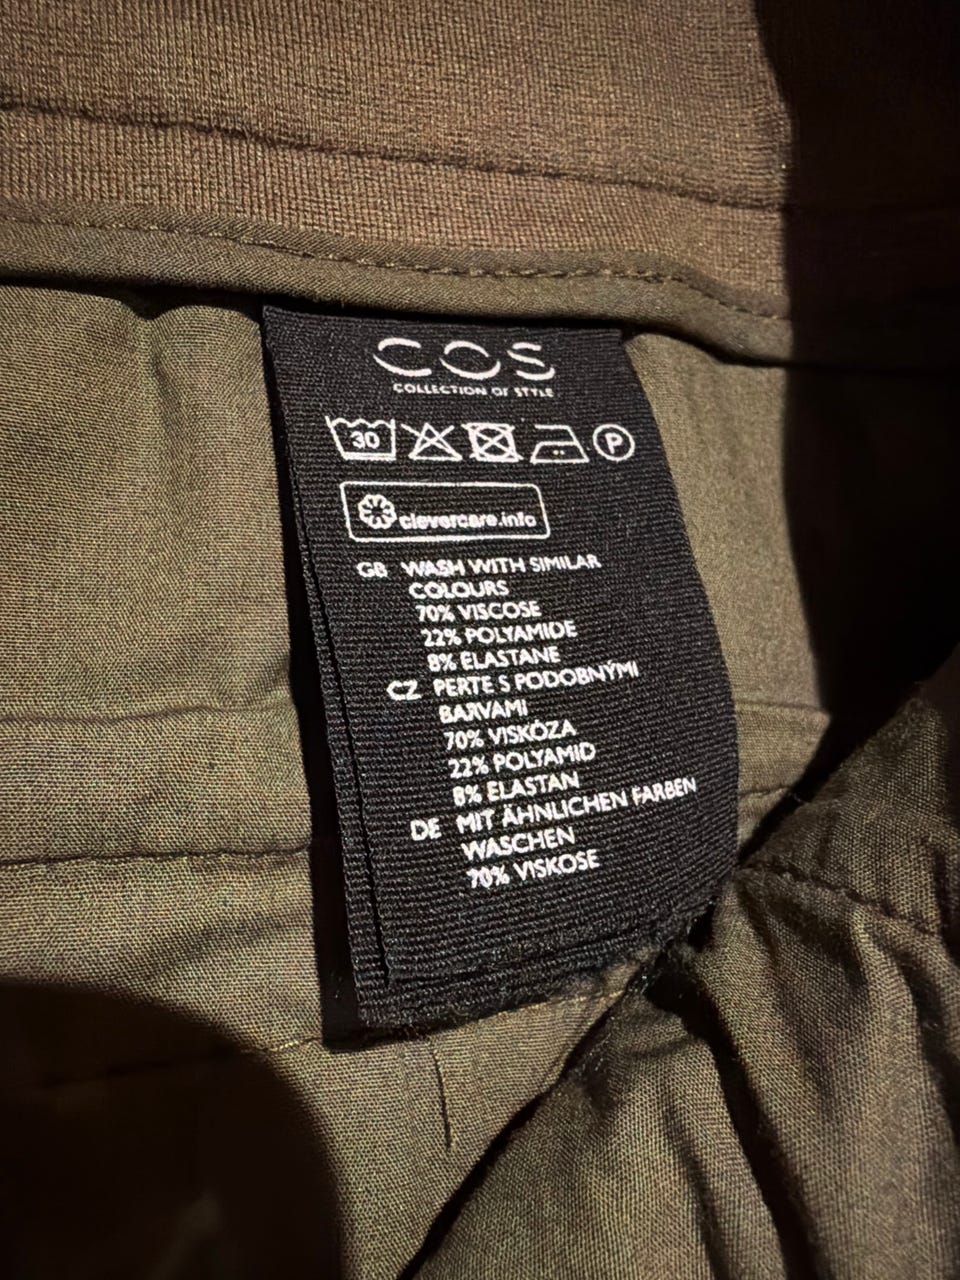 COS
COLLECTION OF STYLE
30 P
clevercare.info
GB WASH WITH SIMILAR
COLOURS
70% VISCOSE
22% POLYAMIDE
8% ELASTANE
CZ PERTE S PODOBNÝMI
BARVAMI
70% VISKÓZA
22% POLYAMID
8% ELASTAN
DE MIT ÄHNLICHEN FARBEN
WASCHEN
70% VISKOSE